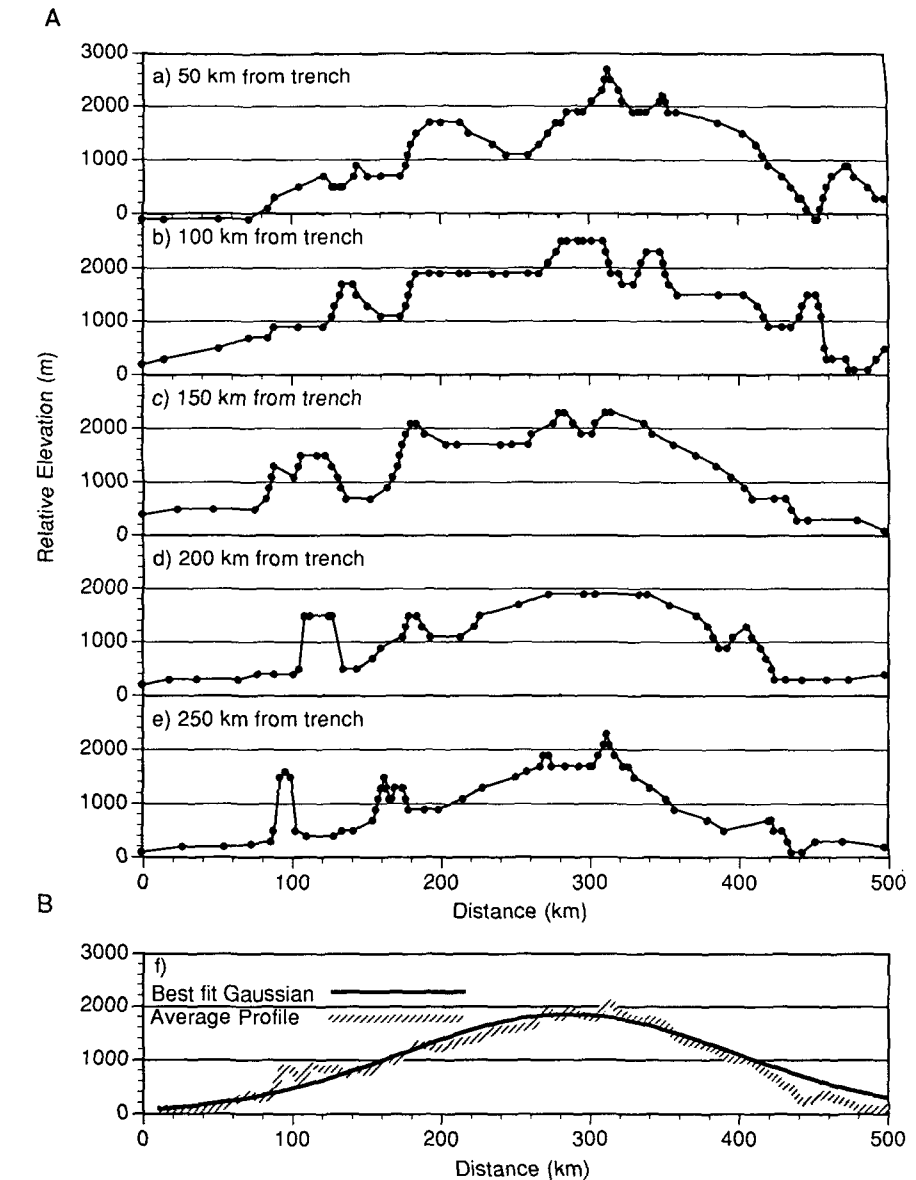 A
3000
a) 50 km from trench
2000
1000
0
b) 100 km from trench
2000
1000
0
Relative Elevation (m)
c) 150 km from trench
2000
1000
0
d) 200 km from trench
2000
1000
0
e) 250 km from trench
2000
1000
0
0 100 200 300 400 500
Distance (km)
B
3000
f)
Best fit Gaussian
2000
Average Profile
1000
0
0 100 200 300 400 500
Distance (km)